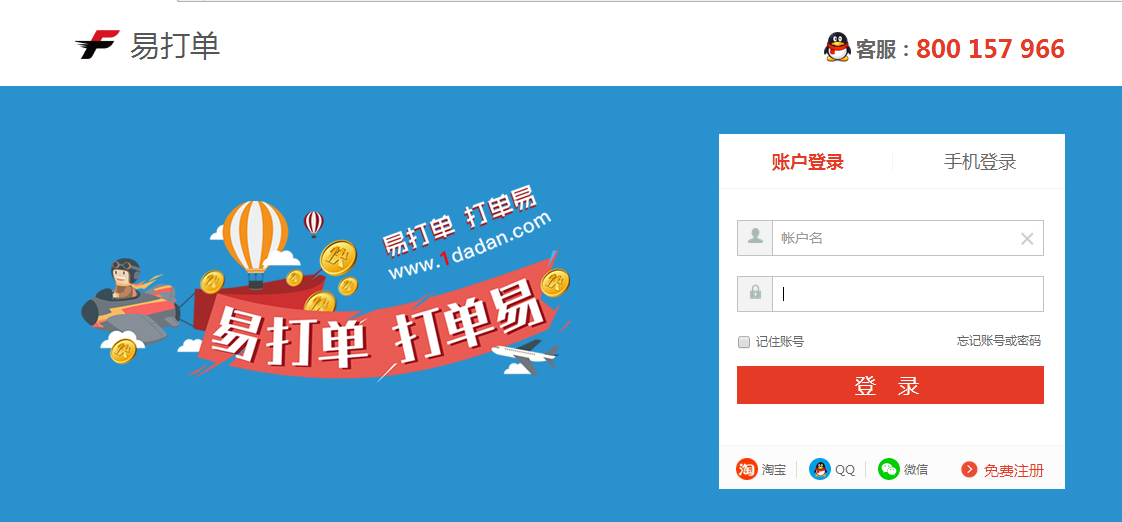 易打单
客服：800 157 966
易打单 打单易
www.1dadan.com
易打单 打单易
账户登录
手机登录
帐户名
记住账号
忘记账号或密码
登 录
淘 淘宝
QQ
微信
免费注册